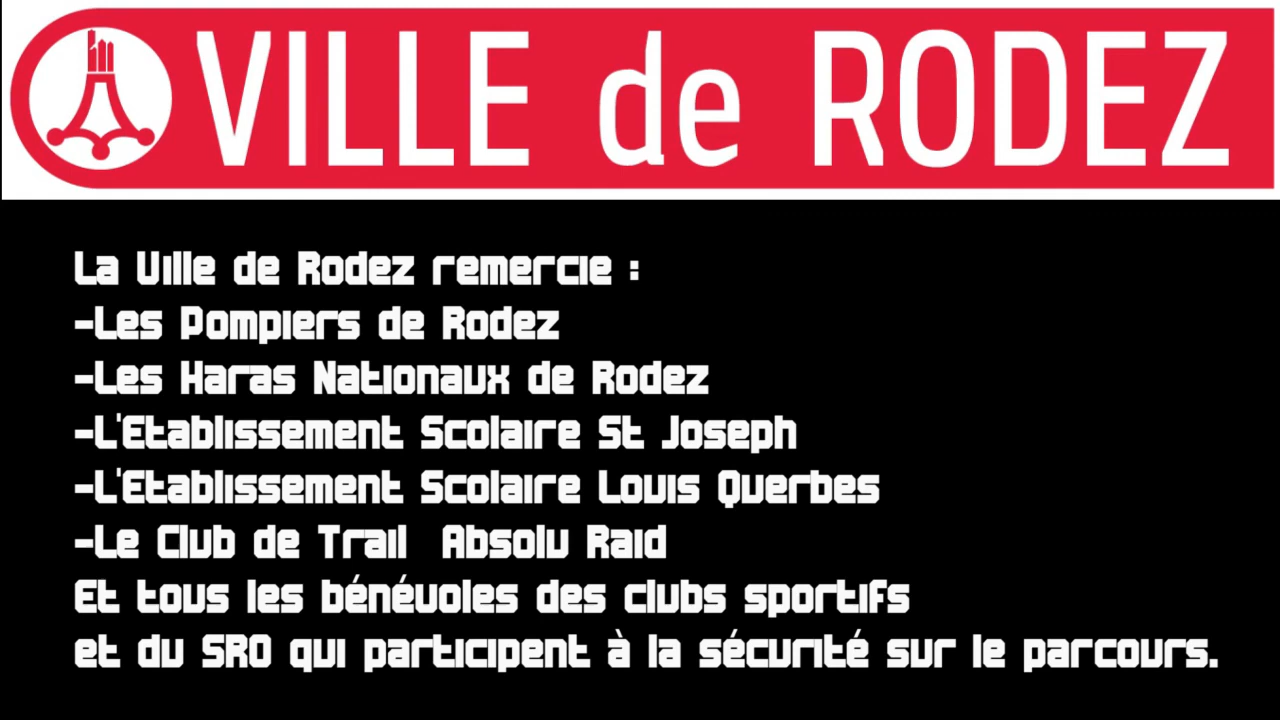 VILLE de RODEZ
La Ville de Rodez remercie :
-Les Pompiers de Rodez
-Les Haras Nationaux de Rodez
-L'Etablissement Scolaire St Joseph
-L'Etablissement Scolaire Louis Querbes
-Le Club de Trail Absolu Raid
Et tous les bénévoles des clubs sportifs
et du SRO qui participent à la sécurité sur le parcours.